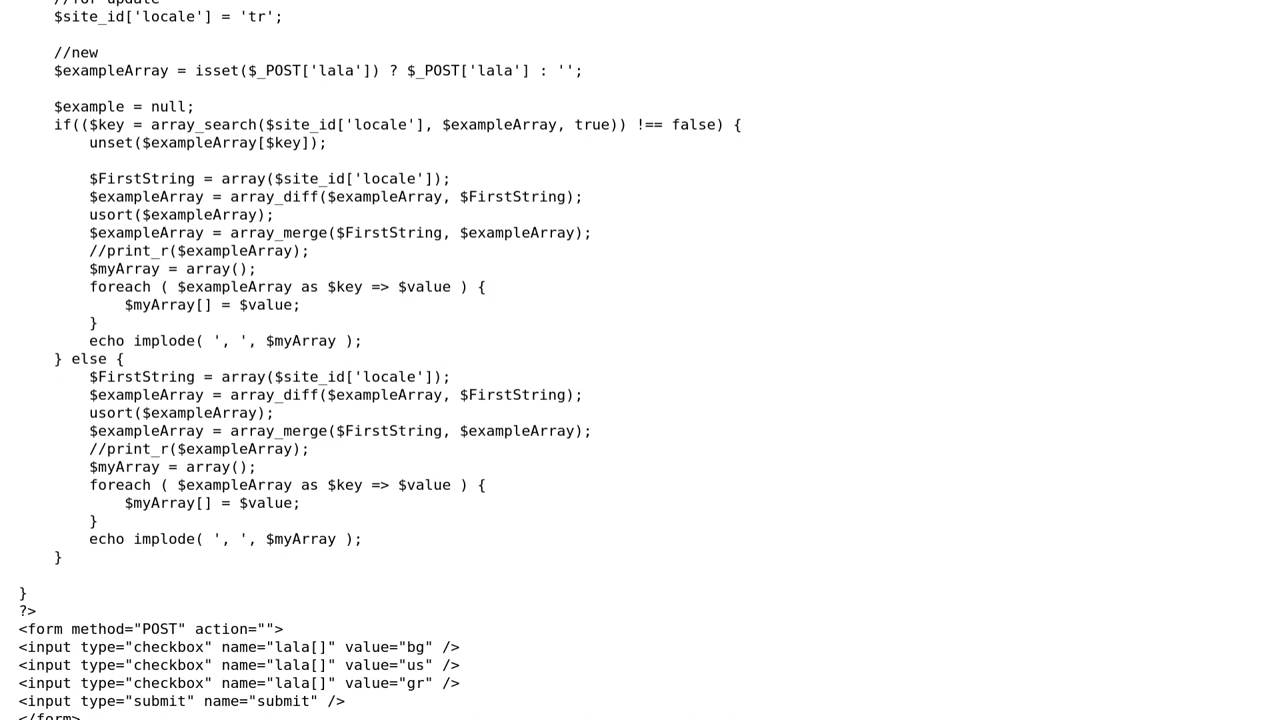 //for update
$site_id['locale'] = 'tr';
//new
$exampleArray = isset($_POST['lala']) ? $_POST['lala'] : '';
$example = null;
if(($key = array_search($site_id['locale'], $exampleArray, true)) !== false) {
unset($exampleArray[$key]);
$FirstString = array($site_id['locale']);
$exampleArray = array_diff($exampleArray, $FirstString);
usort($exampleArray);
$exampleArray = array_merge($FirstString, $exampleArray);
//print_r($exampleArray);
$myArray = array();
foreach ( $exampleArray as $key => $value ) {
$myArray[] = $value;
}
echo implode( ', ', $myArray );
} else {
$FirstString = array($site_id['locale']);
$exampleArray = array_diff($exampleArray, $FirstString);
usort($exampleArray);
$exampleArray = array_merge($FirstString, $exampleArray);
//print_r($exampleArray);
$myArray = array();
foreach ( $exampleArray as $key => $value ) {
$myArray[] = $value;
}
echo implode( ', ', $myArray );
}
}
?>
<form method="POST" action="">
<input type="checkbox" name="lala[]" value="bg" />
<input type="checkbox" name="lala[]" value="us" />
<input type="checkbox" name="lala[]" value="gr" />
<input type="submit" name="submit" />
</form>